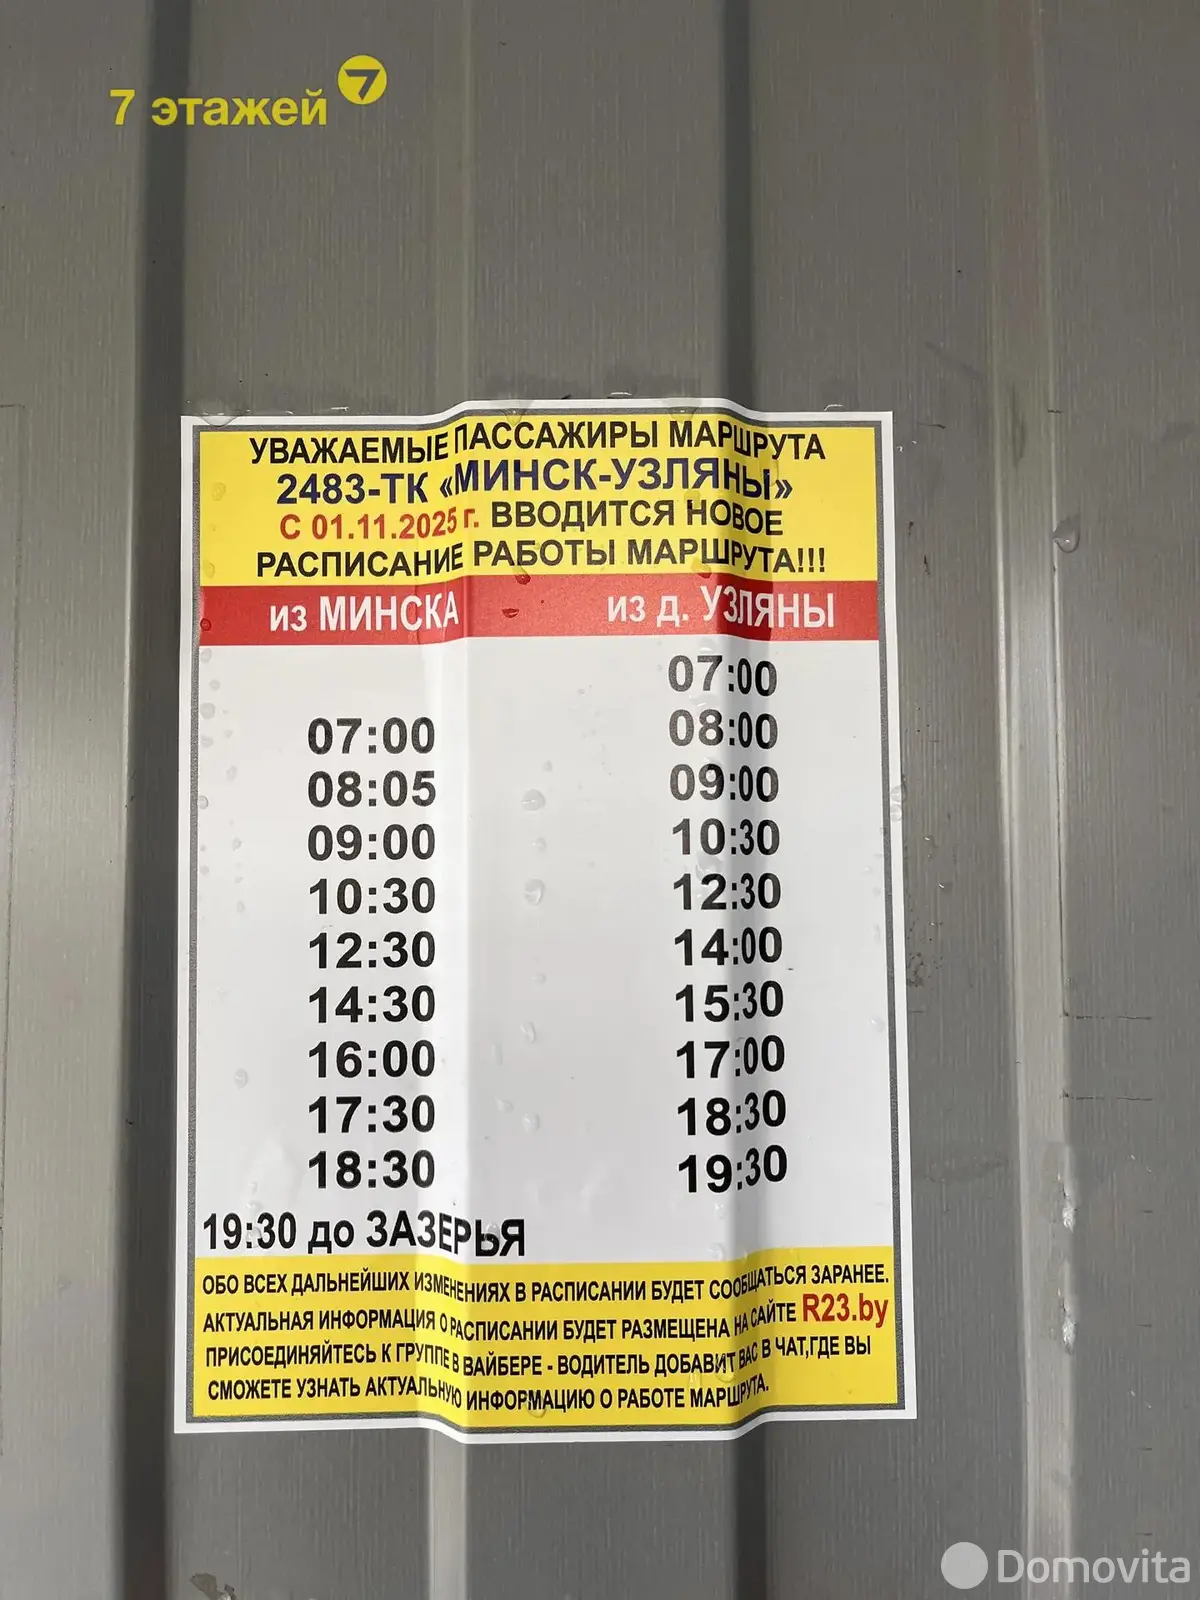 7 этажей 7
УВАЖАЕМЫЕ ПАССАЖИРЫ МАРШРУТА
2483-ТК «МИНСК-УЗЛЯНЫ»
С 01.11.2025 г. ВВОДИТСЯ НОВОЕ
РАСПИСАНИЕ РАБОТЫ МАРШРУТА!!!
из МИНСКА из д. УЗЛЯНЫ
07:00
07:00 08:00
08:05 09:00
09:00 10:30
10:30 12:30
12:30 14:00
14:30 15:30
16:00 17:00
17:30 18:30
18:30 19:30
19:30 до ЗАЗЕРЬЯ
ОБО ВСЕХ ДАЛЬНЕЙШИХ ИЗМЕНЕНИЯХ В РАСПИСАНИИ БУДЕТ СООБЩАТЬСЯ ЗАРАНЕЕ.
АКТУАЛЬНАЯ ИНФОРМАЦИЯ О РАСПИСАНИИ БУДЕТ РАЗМЕЩЕНА НА САЙТЕ R23.by
ПРИСОЕДИНЯЙТЕСЬ К ГРУППЕ В ВАЙБЕРЕ - ВОДИТЕЛЬ ДОБАВИТ ВАС В ЧАТ,ГДЕ ВЫ
СМОЖЕТЕ УЗНАТЬ АКТУАЛЬНУЮ ИНФОРМАЦИЮ О РАБОТЕ МАРШРУТА.
Domovita